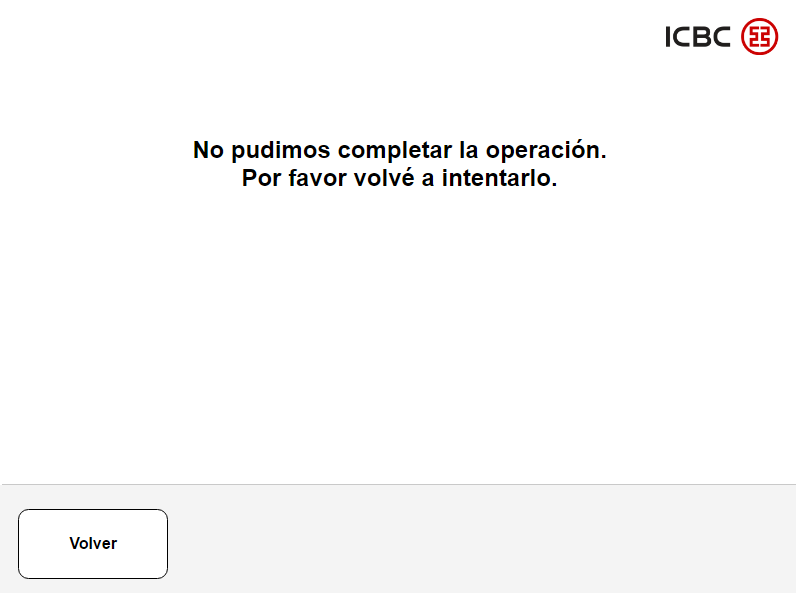 ICBC
No pudimos completar la operación.
Por favor volvé a intentarlo.
Volver